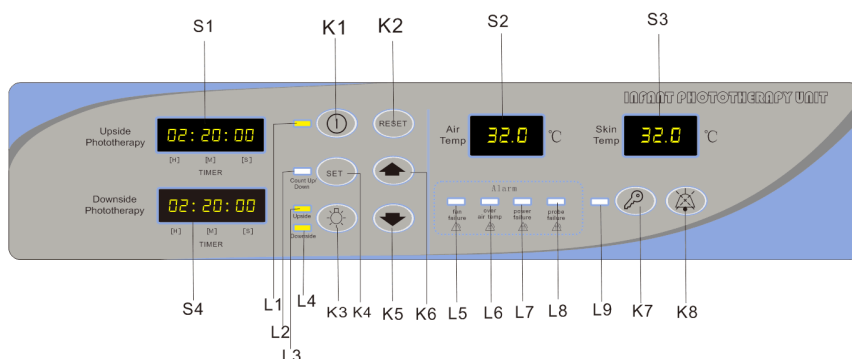 S1
K1
K2
S2
S3
INFANT PHOTOTHERAPY UNIT
Upside
Phototherapy
02:20:00
[H] [M] [S]
TIMER
RESET
Air
Temp
32.0
℃
Skin
Temp
32.0
℃
Count Up/
Down
SET
Downside
Phototherapy
02:20:00
[H] [M] [S]
TIMER
Upside
Downside
Alarm
fan
failure
over
air temp
power
failure
probe
failure
S4
L1
L2
L3
L4
K3
K4
K5
K6
L5
L6
L7
L8
L9
K7
K8